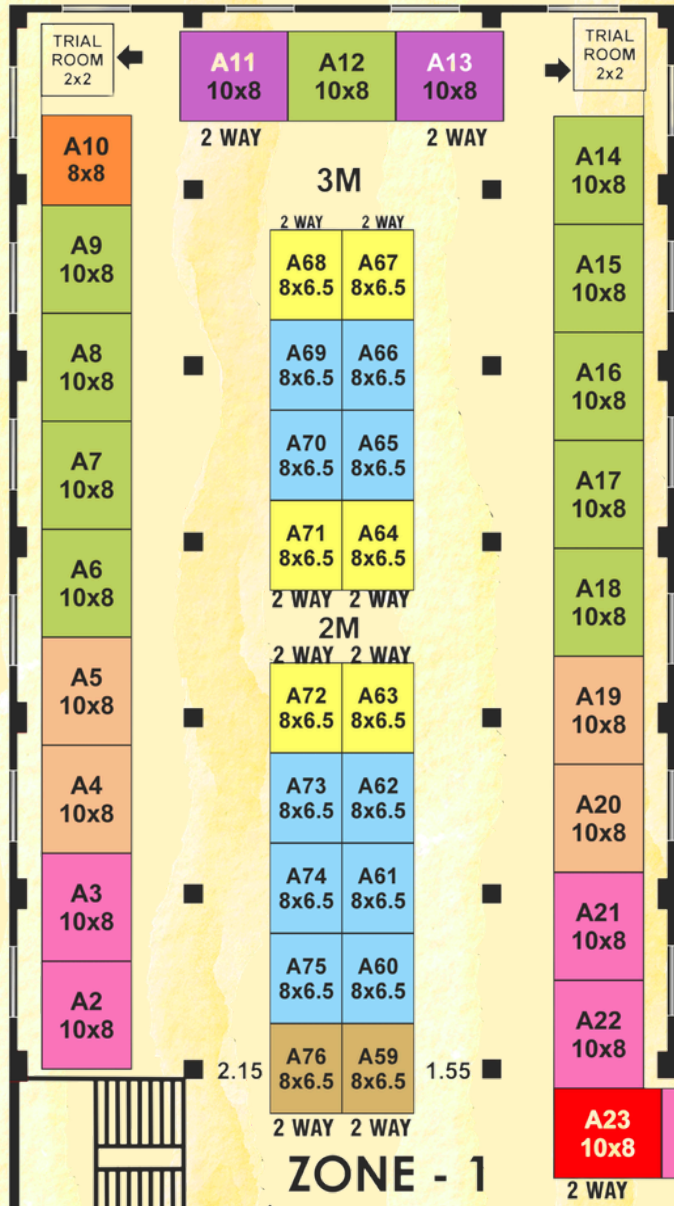 TRIAL
ROOM
2x2
A11
10x8
A12
10x8
A13
10x8
TRIAL
ROOM
2x2
2 WAY
2 WAY
3M
A10
8x8
A9
10x8
A8
10x8
A7
10x8
A6
10x8
A5
10x8
A4
10x8
A3
10x8
A2
10x8
2 WAY 2 WAY
A68
8x6.5
A67
8x6.5
A69
8x6.5
A66
8x6.5
A70
8x6.5
A65
8x6.5
A71
8x6.5
A64
8x6.5
2 WAY 2 WAY
2M
2 WAY 2 WAY
A72
8x6.5
A63
8x6.5
A73
8x6.5
A62
8x6.5
A74
8x6.5
A61
8x6.5
A75
8x6.5
A60
8x6.5
2.15
A76
8x6.5
A59
8x6.5
1.55
2 WAY 2 WAY
A14
10x8
A15
10x8
A16
10x8
A17
10x8
A18
10x8
A19
10x8
A20
10x8
A21
10x8
A22
10x8
A23
10x8
2 WAY
ZONE - 1